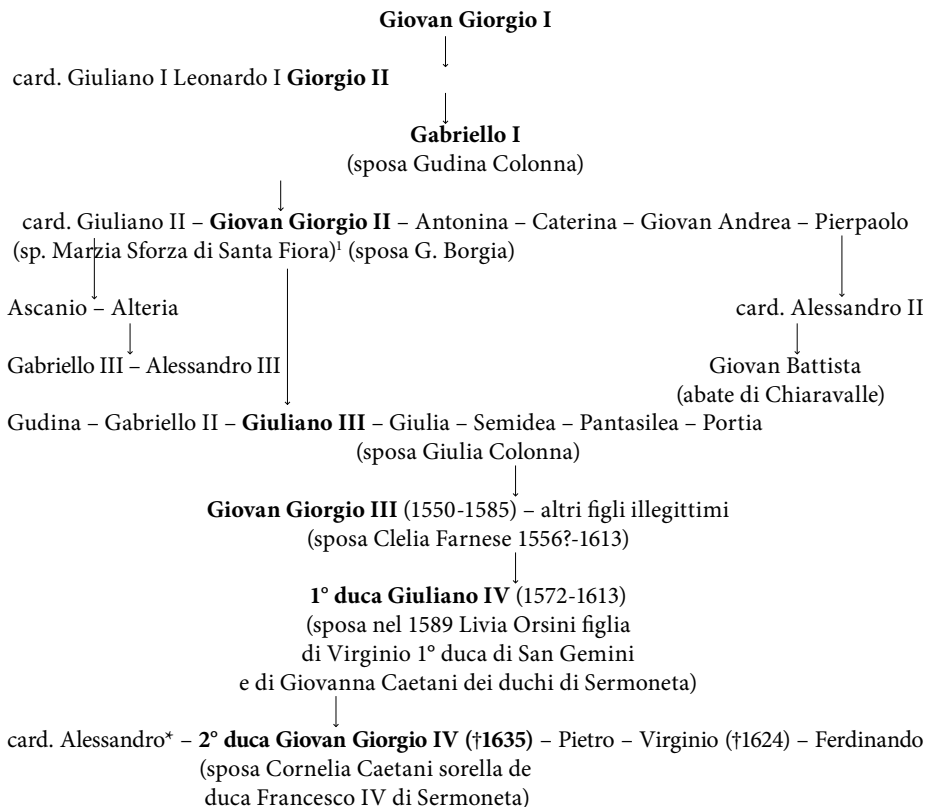 Giovan Giorgio I
card. Giuliano I Leonardo I Giorgio II
Gabriello I
(sposa Gudina Colonna)
card. Giuliano II – Giovan Giorgio II – Antonina – Caterina – Giovan Andrea – Pierpaolo
(sp. Marzia Sforza di Santa Fiora)¹ (sposa G. Borgia)
Ascanio – Alteria
card. Alessandro II
Gabriello III – Alessandro III
Giovan Battista
(abate di Chiaravalle)
Gudina – Gabriello II – Giuliano III – Giulia – Semidea – Pantasilea – Portia
(sposa Giulia Colonna)
Giovan Giorgio III (1550-1585) – altri figli illegittimi
(sposa Clelia Farnese 1556?-1613)
1° duca Giuliano IV (1572-1613)
(sposa nel 1589 Livia Orsini figlia
di Virginio 1° duca di San Gemini
e di Giovanna Caetani dei duchi di Sermoneta)
card. Alessandro* – 2° duca Giovan Giorgio IV (†1635) – Pietro – Virginio (†1624) – Ferdinando
(sposa Cornelia Caetani sorella de
duca Francesco IV di Sermoneta)